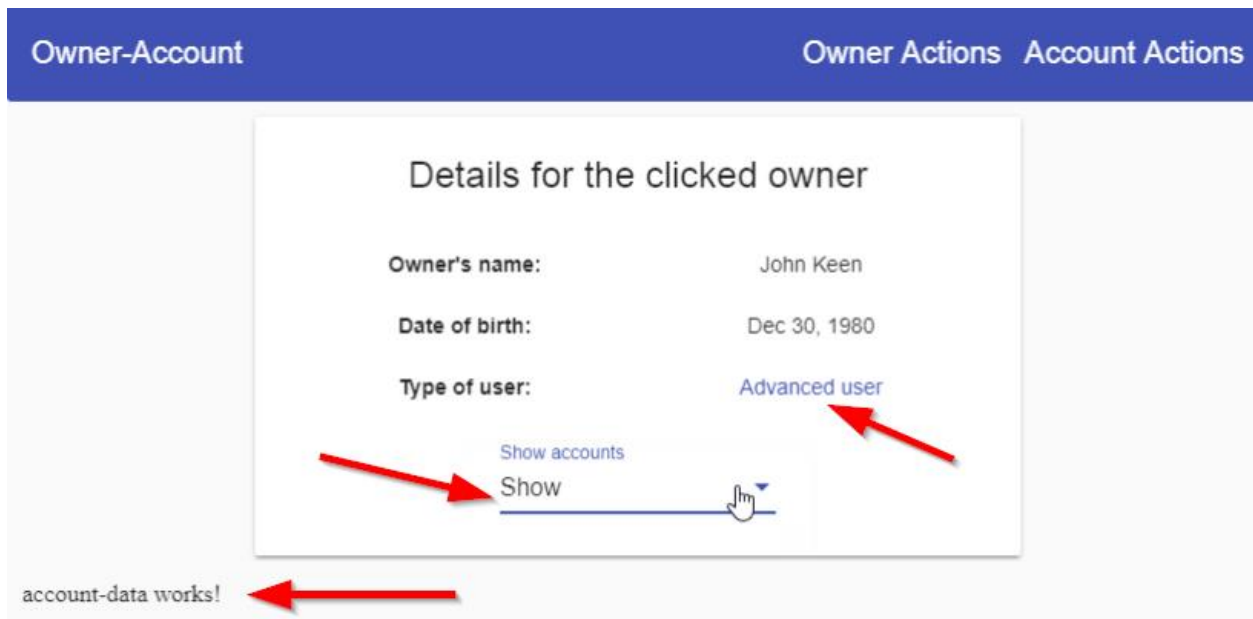 Owner-Account Owner Actions Account Actions
Details for the clicked owner
Owner's name: John Keen
Date of birth: Dec 30, 1980
Type of user: Advanced user
Show accounts
Show
account-data works!